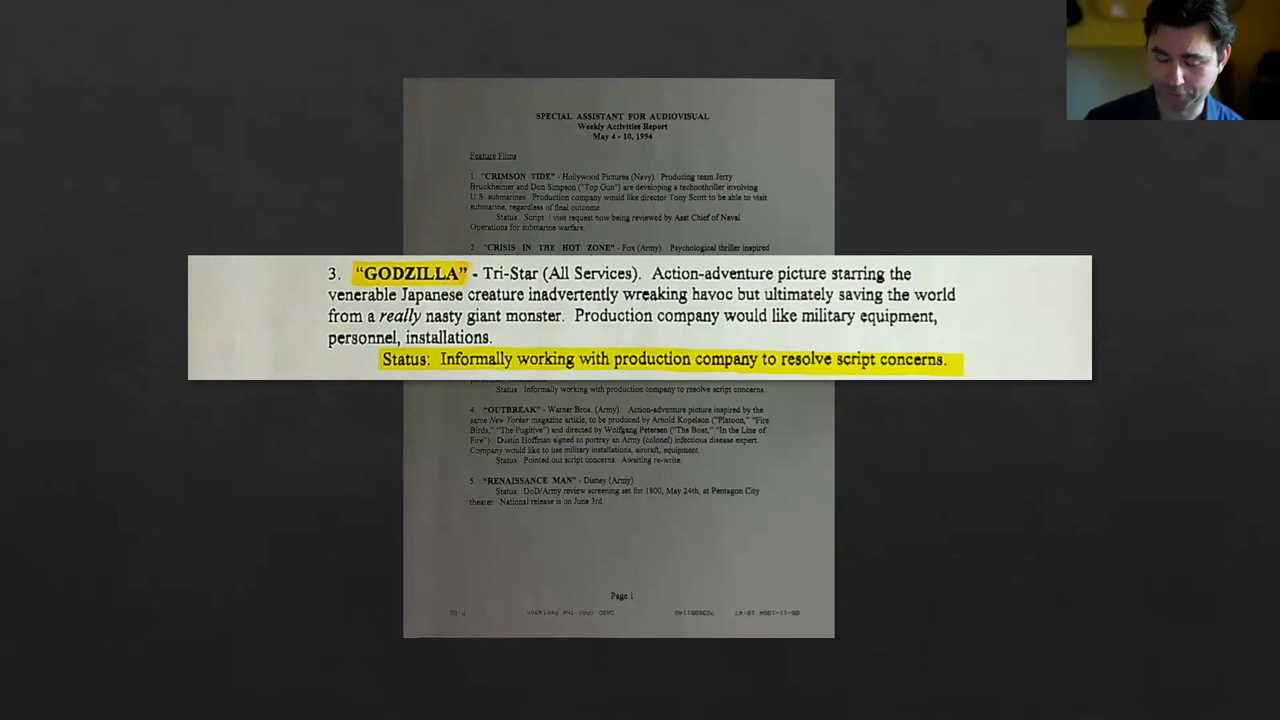 SPECIAL ASSISTANT FOR AUDIOVISUAL
Weekly Activities Report
May 4 - 10, 1994
Feature Films
1. "CRIMSON TIDE" - Hollywood Pictures (Navy). Producing team Jerry
Bruckheimer and Don Simpson ("Top Gun") are developing a technothriller involving
U.S. submarines. Production company would like director Tony Scott to be able to visit
submarine, regardless of final outcome
Status: Script / visit request now being reviewed by Asst Chief of Naval
Operations for submarine warfare.
2. "CRISIS IN THE HOT ZONE" - Fox (Army). Psychological thriller inspired
3. "GODZILLA" - Tri-Star (All Services). Action-adventure picture starring the
venerable Japanese creature inadvertently wreaking havoc but ultimately saving the world
from a really nasty giant monster. Production company would like military equipment,
personnel, installations.
Status: Informally working with production company to resolve script concerns.
Status: Informally working with production company to resolve script concerns.
4. "OUTBREAK" - Warner Bros. (Army). Action-adventure picture inspired by the
same New Yorker magazine article, to be produced by Arnold Kopelson ("Platoon," "Fire
Birds," "The Fugitive") and directed by Wolfgang Petersen ("The Boat," "In the Line of
Fire") Dustin Hoffman signed to portray an Army (colonel) infectious disease expert.
Company would like to use military installations, aircraft, equipment.
Status: Pointed out script concerns. Awaiting re-write.
5. "RENAISSANCE MAN" - Disney (Army)
Status: DoD/Army review screening set for 1800, May 24th, at Pentagon City
theater. National release is on June 3rd.
Page 1